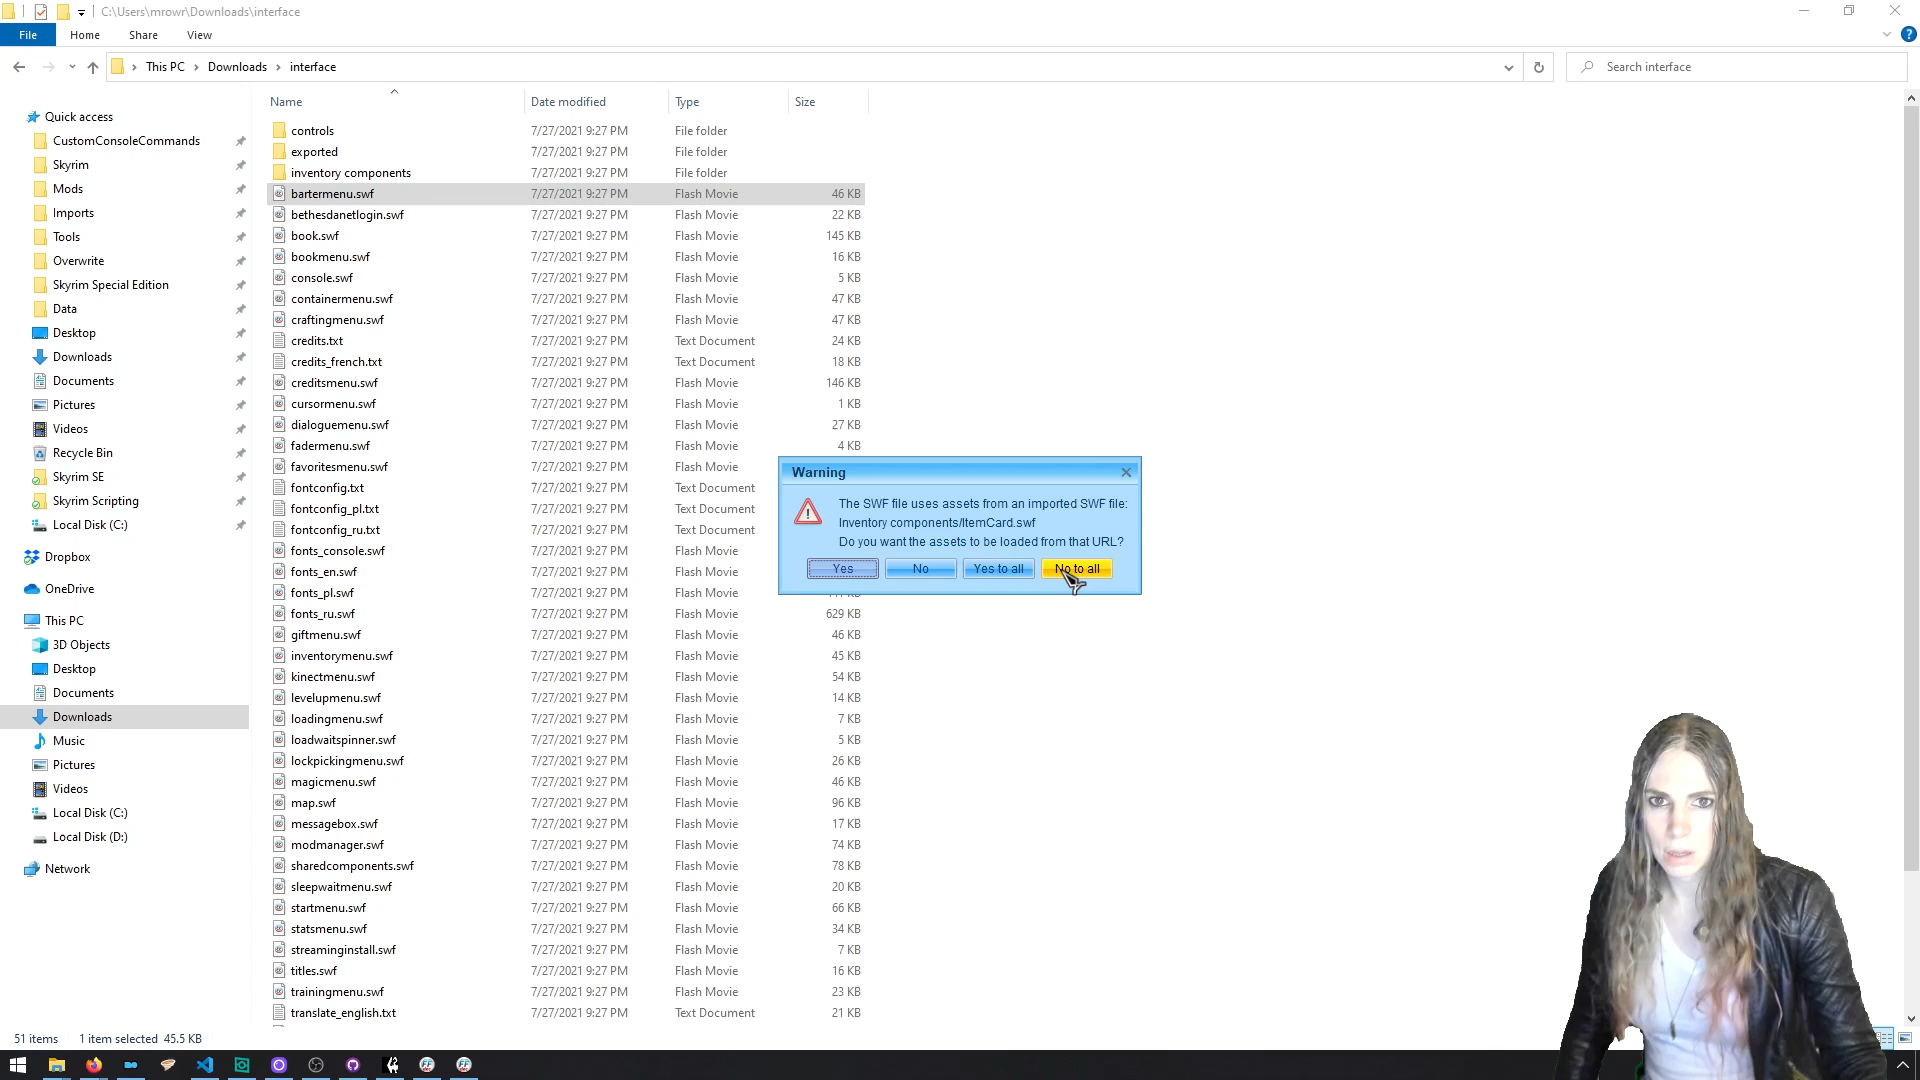 C:\Users\mrowr\Downloads\interface
File Home Share View
This PC Downloads interface
Search interface
Name Date modified Type Size
Quick access
CustomConsoleCommands
Skyrim
Mods
Imports
Tools
Overwrite
Skyrim Special Edition
Data
Desktop
Downloads
Documents
Pictures
Videos
Recycle Bin
Skyrim SE
Skyrim Scripting
Local Disk (C:)
Dropbox
OneDrive
This PC
3D Objects
Desktop
Documents
Downloads
Music
Pictures
Videos
Local Disk (C:)
Local Disk (D:)
Network
controls 7/27/2021 9:27 PM File folder
exported 7/27/2021 9:27 PM File folder
inventory components 7/27/2021 9:27 PM File folder
bartermenu.swf 7/27/2021 9:27 PM Flash Movie 46 KB
bethesdanetlogin.swf 7/27/2021 9:27 PM Flash Movie 22 KB
book.swf 7/27/2021 9:27 PM Flash Movie 145 KB
bookmenu.swf 7/27/2021 9:27 PM Flash Movie 16 KB
console.swf 7/27/2021 9:27 PM Flash Movie 5 KB
containermenu.swf 7/27/2021 9:27 PM Flash Movie 47 KB
craftingmenu.swf 7/27/2021 9:27 PM Flash Movie 47 KB
credits.txt 7/27/2021 9:27 PM Text Document 24 KB
credits_french.txt 7/27/2021 9:27 PM Text Document 18 KB
creditsmenu.swf 7/27/2021 9:27 PM Flash Movie 146 KB
cursormenu.swf 7/27/2021 9:27 PM Flash Movie 1 KB
dialoguemenu.swf 7/27/2021 9:27 PM Flash Movie 27 KB
fadermenu.swf 7/27/2021 9:27 PM Flash Movie 4 KB
favoritesmenu.swf 7/27/2021 9:27 PM Flash Movie
fontconfig.txt 7/27/2021 9:27 PM Text Document
fontconfig_pl.txt 7/27/2021 9:27 PM Text Document
fontconfig_ru.txt 7/27/2021 9:27 PM Text Document
fonts_console.swf 7/27/2021 9:27 PM Flash Movie
fonts_en.swf 7/27/2021 9:27 PM Flash Movie
fonts_pl.swf 7/27/2021 9:27 PM Flash Movie
fonts_ru.swf 7/27/2021 9:27 PM Flash Movie 629 KB
giftmenu.swf 7/27/2021 9:27 PM Flash Movie 46 KB
inventorymenu.swf 7/27/2021 9:27 PM Flash Movie 45 KB
kinectmenu.swf 7/27/2021 9:27 PM Flash Movie 54 KB
levelupmenu.swf 7/27/2021 9:27 PM Flash Movie 14 KB
loadingmenu.swf 7/27/2021 9:27 PM Flash Movie 7 KB
loadwaitspinner.swf 7/27/2021 9:27 PM Flash Movie 5 KB
lockpickingmenu.swf 7/27/2021 9:27 PM Flash Movie 26 KB
magicmenu.swf 7/27/2021 9:27 PM Flash Movie 46 KB
map.swf 7/27/2021 9:27 PM Flash Movie 96 KB
messagebox.swf 7/27/2021 9:27 PM Flash Movie 17 KB
modmanager.swf 7/27/2021 9:27 PM Flash Movie 74 KB
sharedcomponents.swf 7/27/2021 9:27 PM Flash Movie 78 KB
sleepwaitmenu.swf 7/27/2021 9:27 PM Flash Movie 20 KB
startmenu.swf 7/27/2021 9:27 PM Flash Movie 66 KB
statsmenu.swf 7/27/2021 9:27 PM Flash Movie 34 KB
streaminginstall.swf 7/27/2021 9:27 PM Flash Movie 7 KB
titles.swf 7/27/2021 9:27 PM Flash Movie 16 KB
trainingmenu.swf 7/27/2021 9:27 PM Flash Movie 23 KB
translate_english.txt 7/27/2021 9:27 PM Text Document 21 KB
Warning
The SWF file uses assets from an imported SWF file:
Inventory components/ItemCard.swf
Do you want the assets to be loaded from that URL?
Yes No Yes to all No to all
51 items 1 item selected 45.5 KB